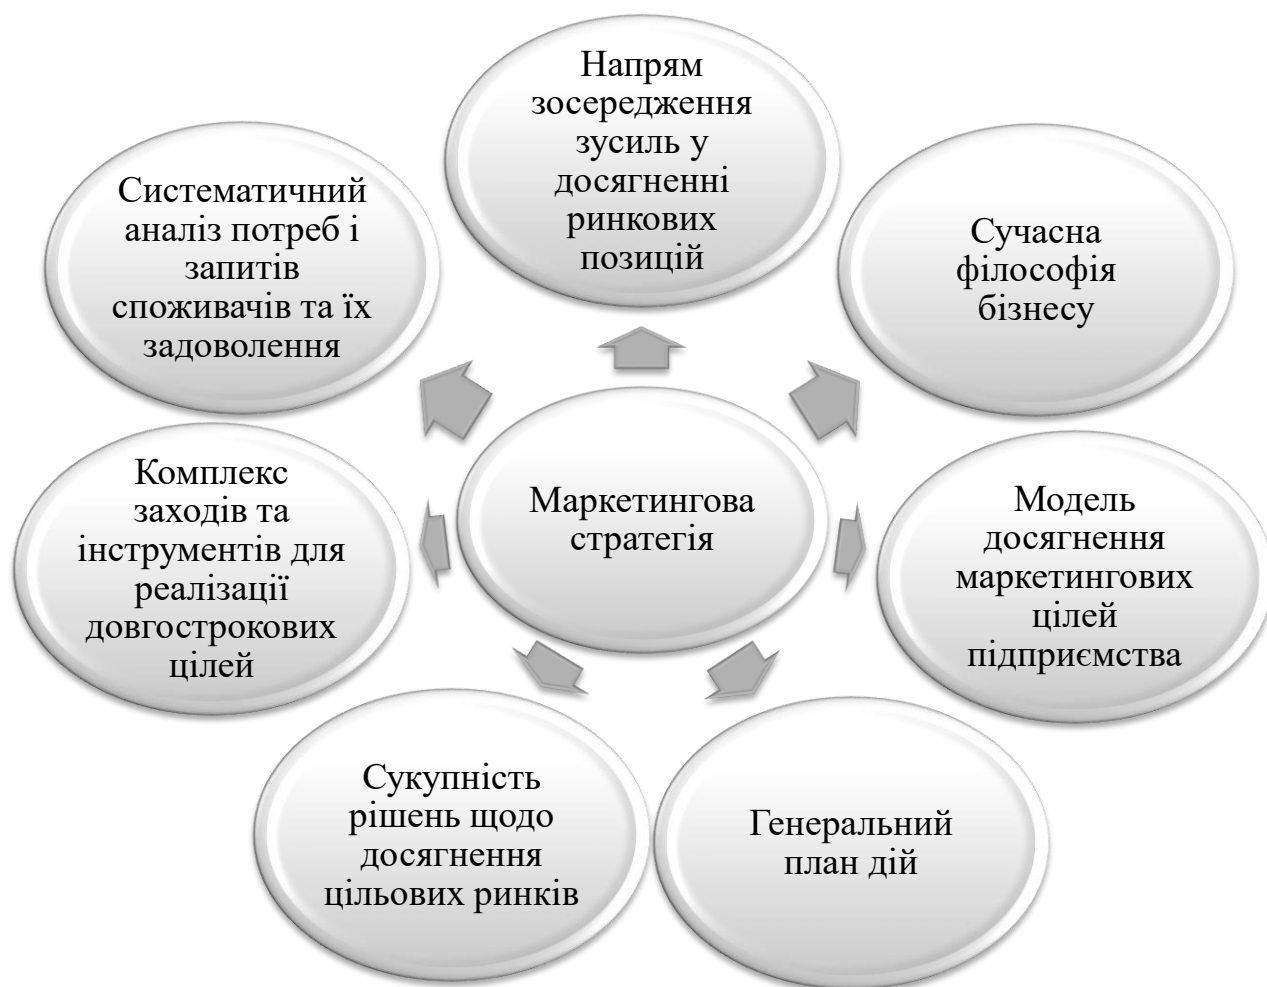 Напрям
зосередження
зусиль у
досягненні
ринкових
позицій
Систематичний
аналіз потреб і
запитів
споживачів та їх
задоволення
Сучасна
філософія
бізнесу
Комплекс
заходів та
інструментів для
реалізації
довгострокових
цілей
Маркетингова
стратегія
Модель
досягнення
маркетингових
цілей
підприємства
Сукупність
рішень щодо
досягнення
цільових ринків
Генеральний
план дій